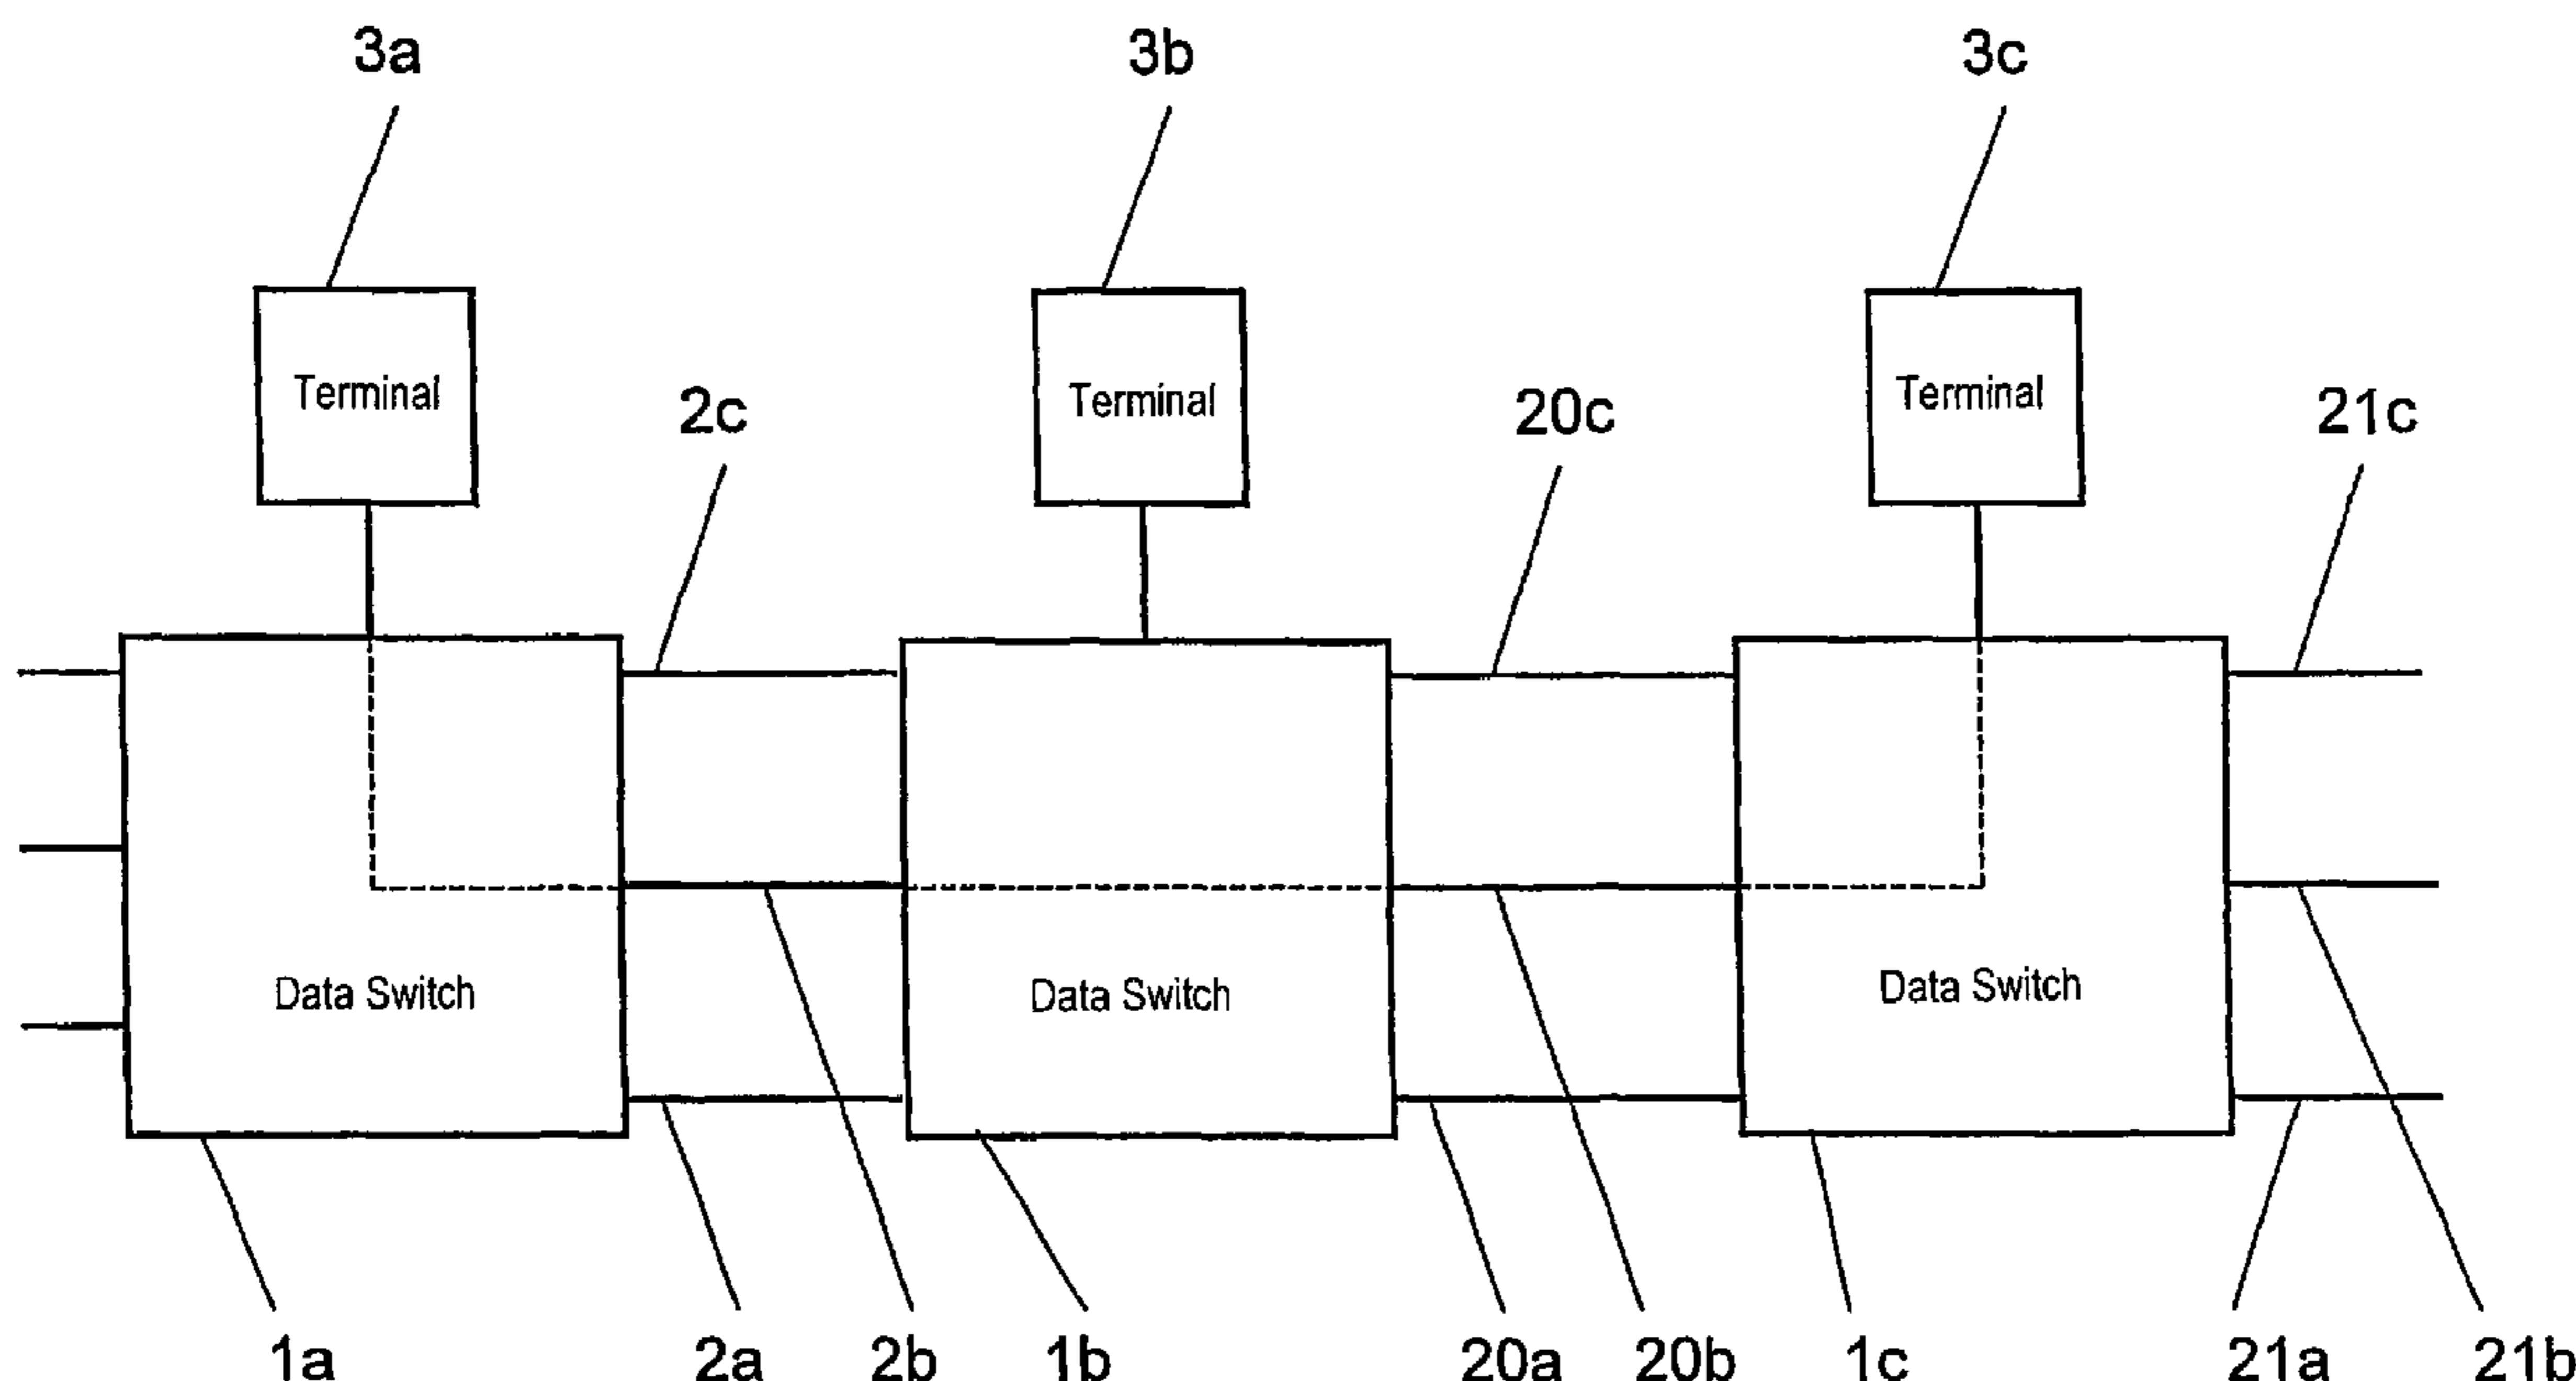 3a
3b
3c
Terminal
Terminal
Terminal
2c
20c
21c
Data Switch
Data Switch
Data Switch
1a
2a
2b
1b
20a
20b
1c
21a
21b